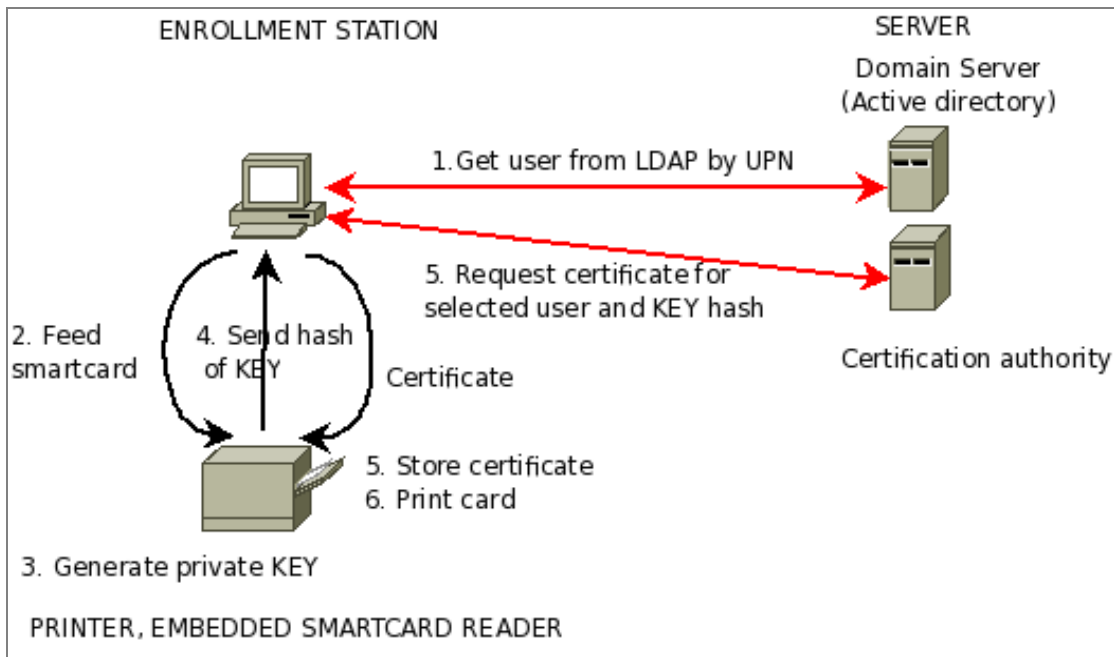 ENROLLMENT STATION
SERVER
Domain Server
(Active directory)
1.Get user from LDAP by UPN
5. Request certificate for
selected user and KEY hash
2. Feed
smartcard
4. Send hash
of KEY
Certificate
Certification authority
5. Store certificate
6. Print card
3. Generate private KEY
PRINTER, EMBEDDED SMARTCARD READER